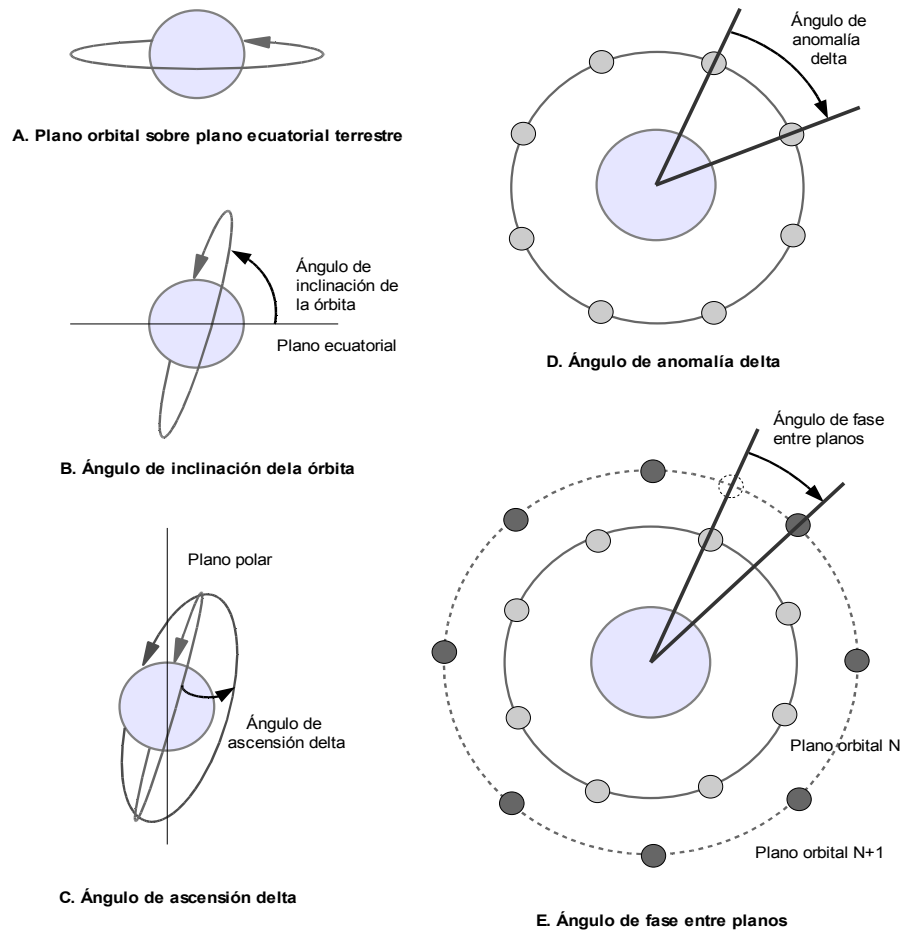 A. Plano orbital sobre plano ecuatorial terrestre
Ángulo de
inclinación de
la órbita
Plano ecuatorial
B. Ángulo de inclinación dela órbita
Plano polar
Ángulo de
ascensión delta
C. Ángulo de ascensión delta
Ángulo de
anomalía
delta
D. Ángulo de anomalía delta
Ángulo de fase
entre planos
Plano orbital N
Plano orbital N+1
E. Ángulo de fase entre planos